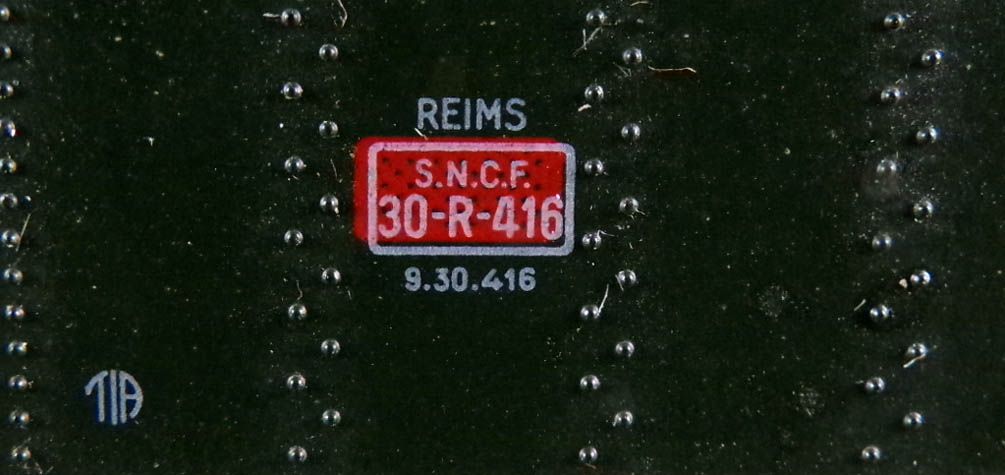 REIMS
S.N.C.F.
30-R-416
9.30.416
TIA